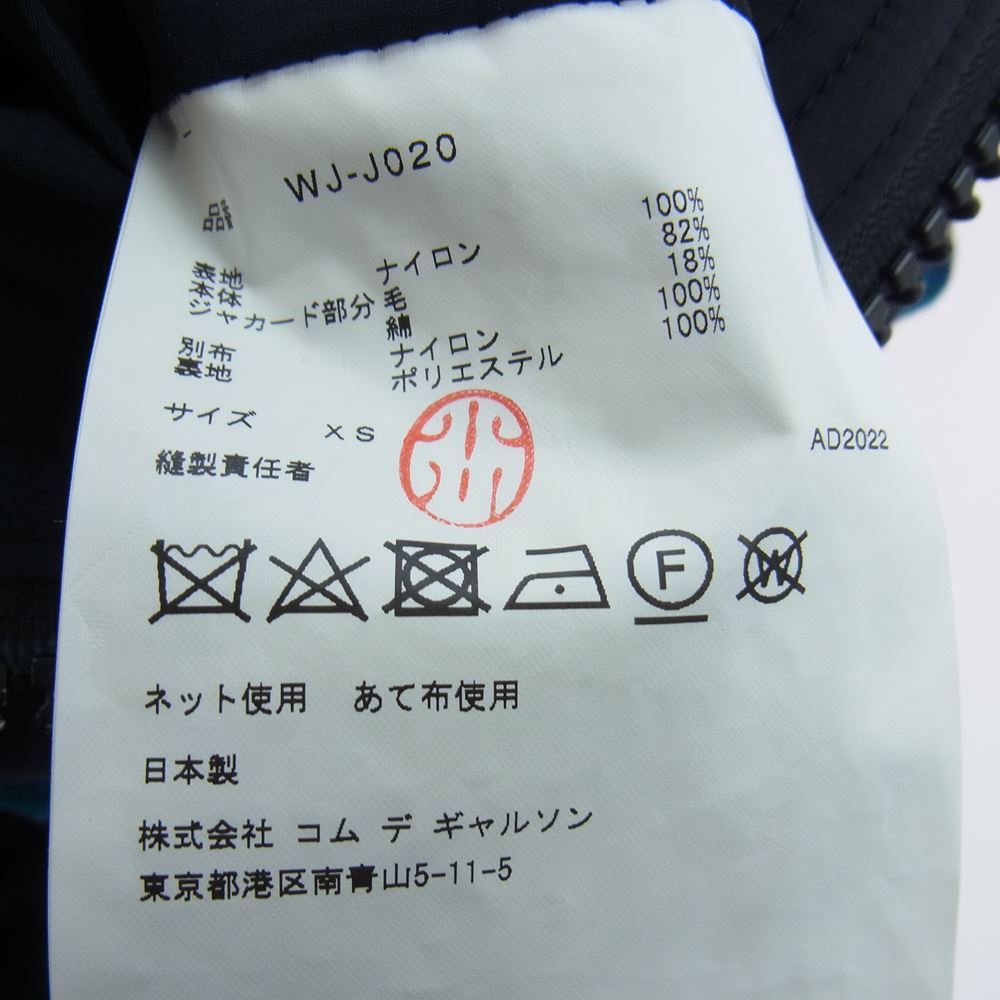 品番 WJ-J020
表地
本体 ナイロン 100%
ジャカード部分 毛 82%
綿 18%
別布 ナイロン 100%
裏地 ポリエステル 100%
サイズ XS
AD2022
縫製責任者
F
W
ネット使用 あて布使用
日本製
株式会社 コム デ ギャルソン
東京都港区南青山5-11-5